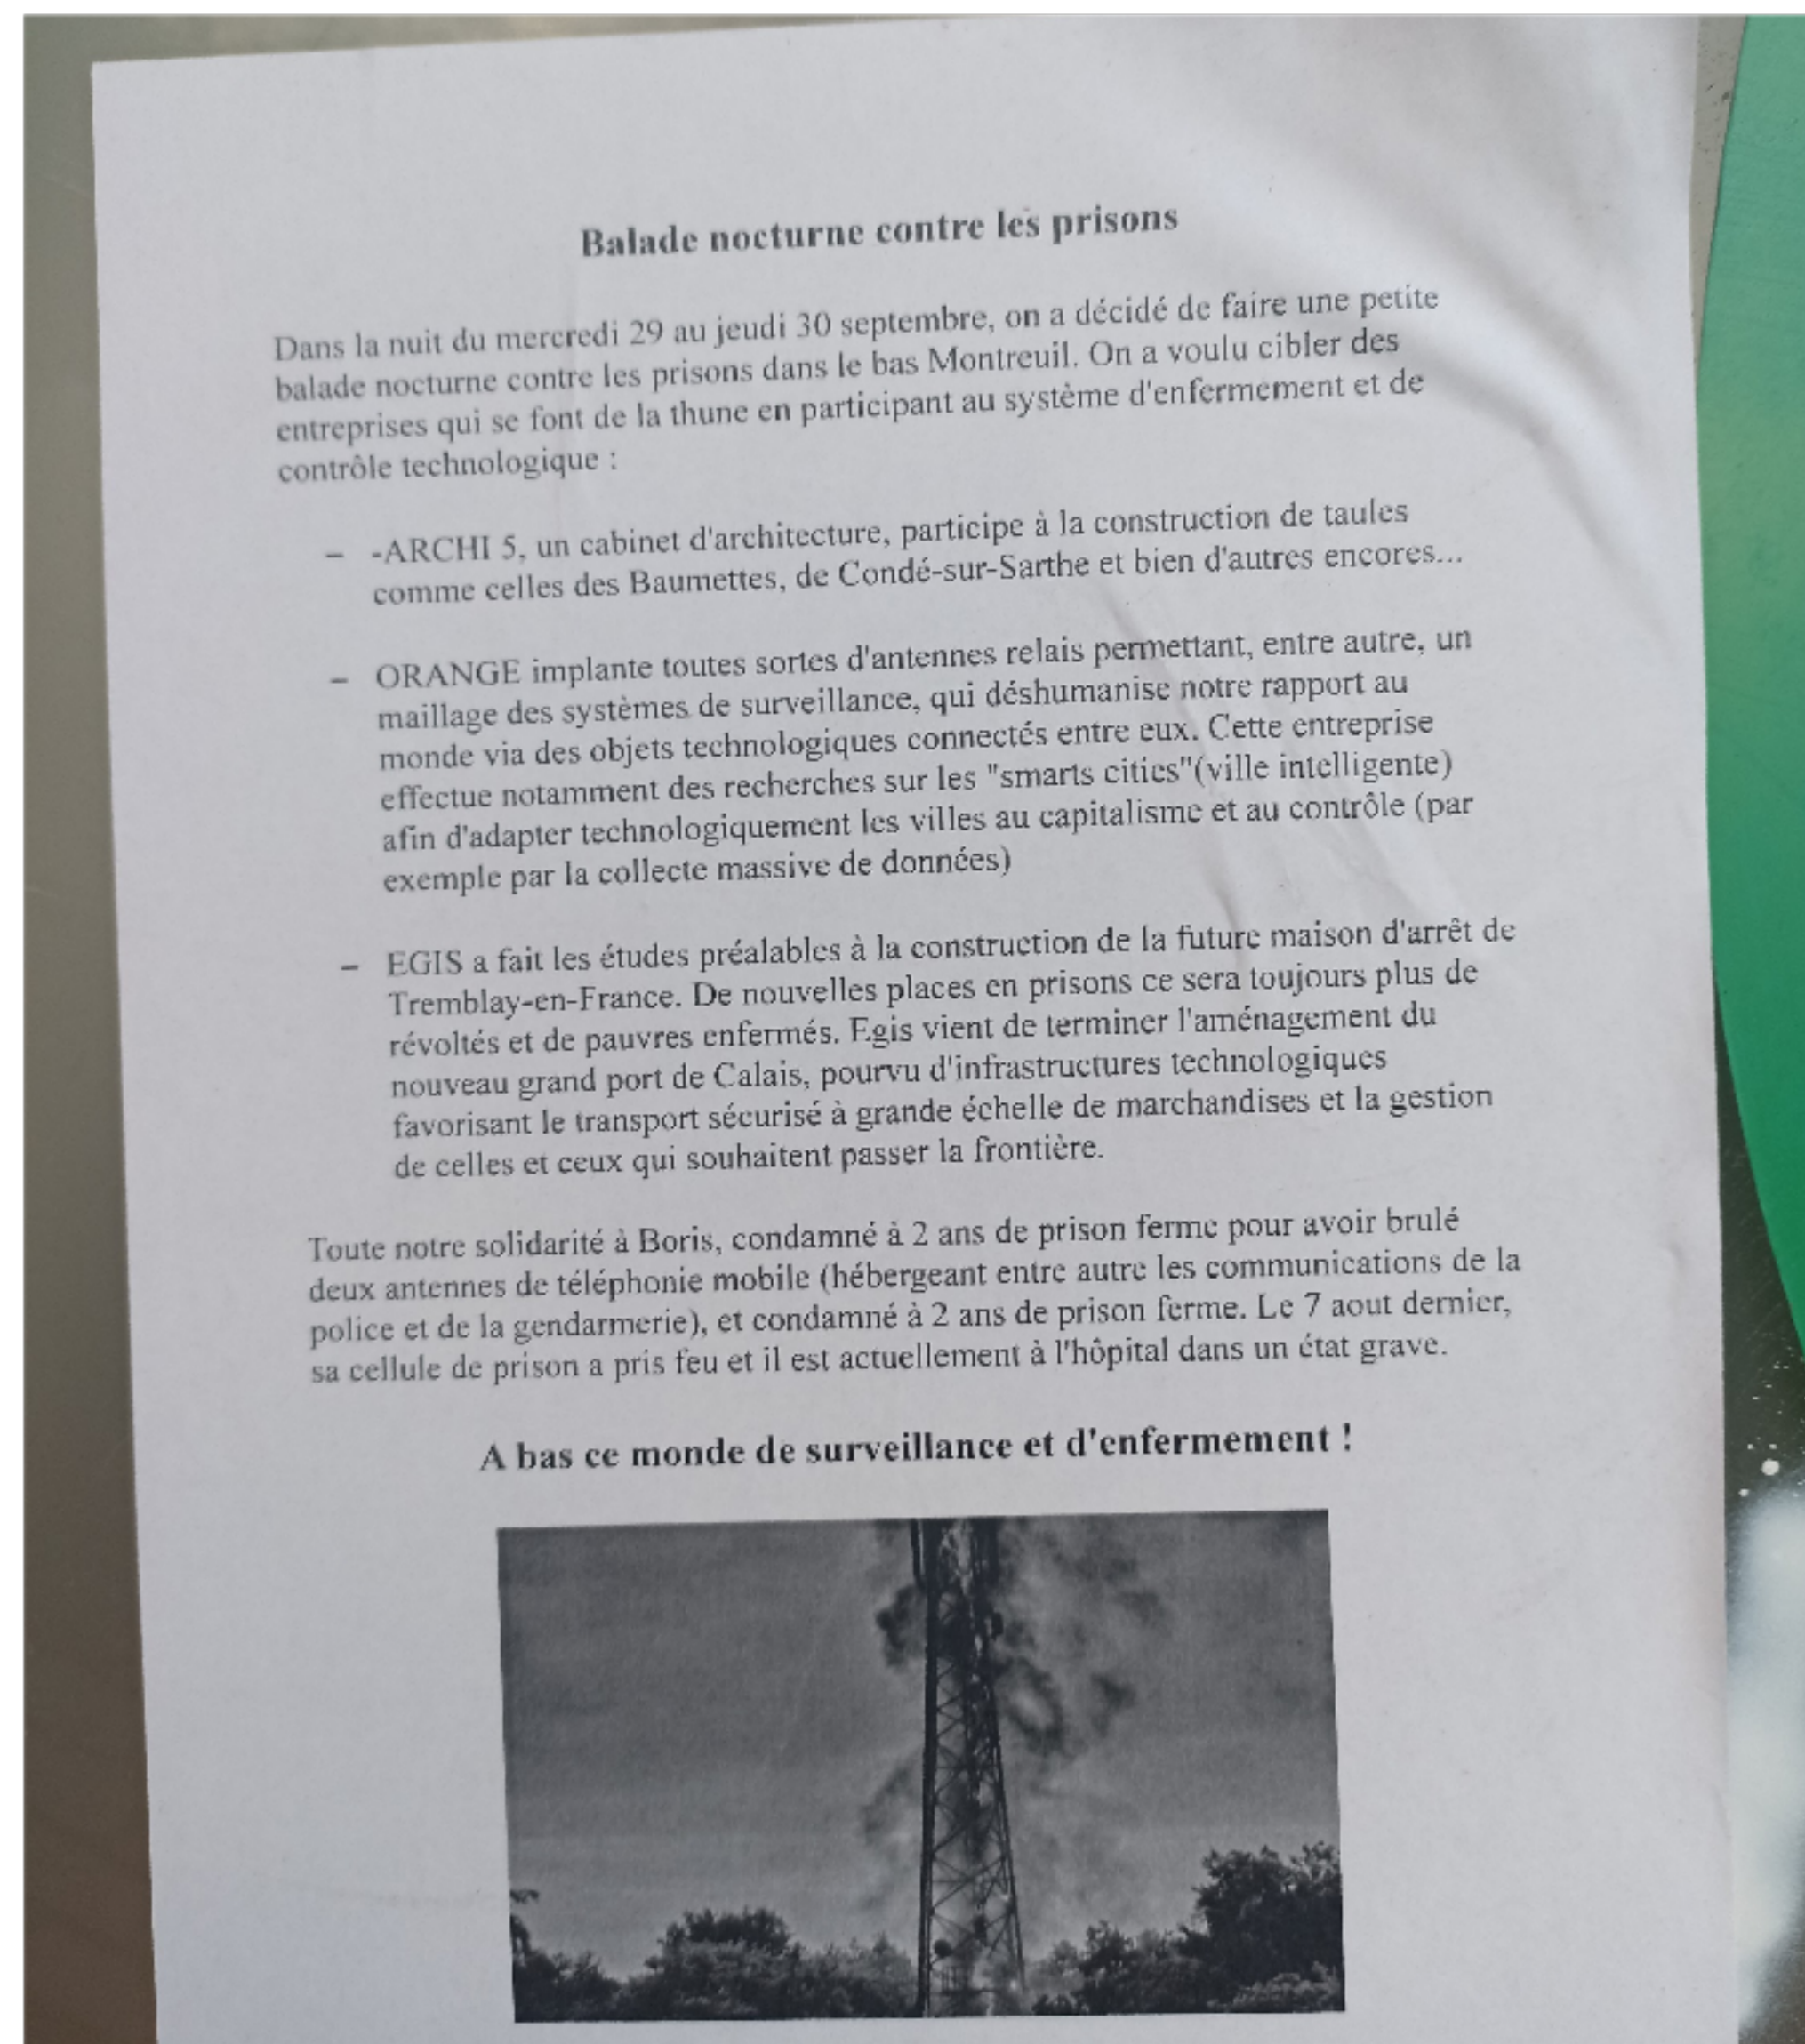 Balade nocturne contre les prisons
Dans la nuit du mercredi 29 au jeudi 30 septembre, on a décidé de faire une petite
balade nocturne contre les prisons dans le bas Montreuil. On a voulu cibler des
entreprises qui se font de la thune en participant au système d'enfermement et de
contrôle technologique :
– -ARCHI 5, un cabinet d'architecture, participe à la construction de taules
comme celles des Baumettes, de Condé-sur-Sarthe et bien d'autres encores...
– ORANGE implante toutes sortes d'antennes relais permettant, entre autre, un
maillage des systèmes de surveillance, qui déshumanise notre rapport au
monde via des objets technologiques connectés entre eux. Cette entreprise
effectue notamment des recherches sur les "smarts cities"(ville intelligente)
afin d'adapter technologiquement les villes au capitalisme et au contrôle (par
exemple par la collecte massive de données)
– EGIS a fait les études préalables à la construction de la future maison d'arrêt de
Tremblay-en-France. De nouvelles places en prisons ce sera toujours plus de
révoltés et de pauvres enfermés. Egis vient de terminer l'aménagement du
nouveau grand port de Calais, pourvu d'infrastructures technologiques
favorisant le transport sécurisé à grande échelle de marchandises et la gestion
de celles et ceux qui souhaitent passer la frontière.
Toute notre solidarité à Boris, condamné à 2 ans de prison ferme pour avoir brulé
deux antennes de téléphonie mobile (hébergeant entre autre les communications de la
police et de la gendarmerie), et condamné à 2 ans de prison ferme. Le 7 aout dernier,
sa cellule de prison a pris feu et il est actuellement à l'hôpital dans un état grave.
A bas ce monde de surveillance et d'enfermement !